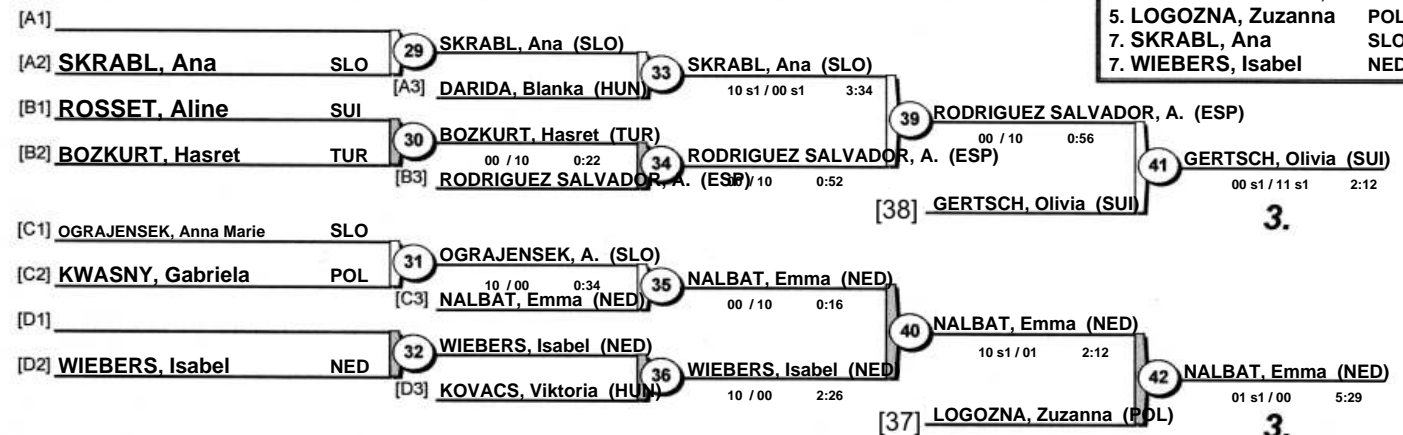 5. LOGOZNA, Zuzanna POL
7. SKRABL, Ana SLO
7. WIEBERS, Isabel NED
[A1]
[A2] SKRABL, Ana SLO
29
SKRABL, Ana (SLO)
[A3] DARIDA, Blanka (HUN)
33
SKRABL, Ana (SLO)
10 s1 / 00 s1 3:34
[B1] ROSSET, Aline SUI
[B2] BOZKURT, Hasret TUR
30
BOZKURT, Hasret (TUR)
00 / 10 0:22
[B3] RODRIGUEZ SALVADOR, A. (ESP)
34
RODRIGUEZ SALVADOR, A. (ESP)
00 / 10 0:52
39
RODRIGUEZ SALVADOR, A. (ESP)
00 / 10 0:56
[38] GERTSCH, Olivia (SUI)
41
GERTSCH, Olivia (SUI)
00 s1 / 11 s1 2:12
3.
[C1] OGRAJENSEK, Anna Marie SLO
[C2] KWASNY, Gabriela POL
31
OGRAJENSEK, A. (SLO)
10 / 00 0:34
[C3] NALBAT, Emma (NED)
35
NALBAT, Emma (NED)
00 / 10 0:16
[D1]
[D2] WIEBERS, Isabel NED
32
WIEBERS, Isabel (NED)
[D3] KOVACS, Viktoria (HUN)
36
WIEBERS, Isabel (NED)
10 / 00 2:26
40
NALBAT, Emma (NED)
10 s1 / 01 2:12
[37] LOGOZNA, Zuzanna (POL)
42
NALBAT, Emma (NED)
01 s1 / 00 5:29
3.